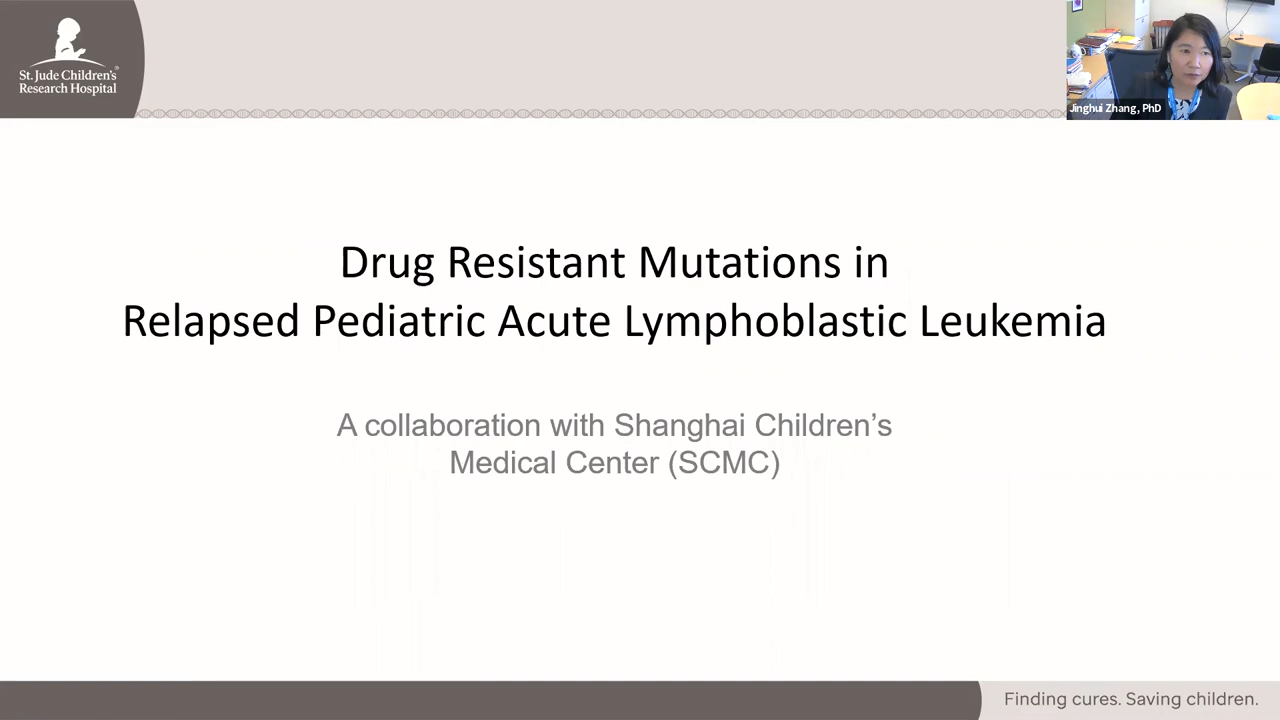 St. Jude Children's®
Research Hospital
Jinghui Zhang, PhD
Drug Resistant Mutations in
Relapsed Pediatric Acute Lymphoblastic Leukemia
A collaboration with Shanghai Children’s
Medical Center (SCMC)
Finding cures. Saving children.